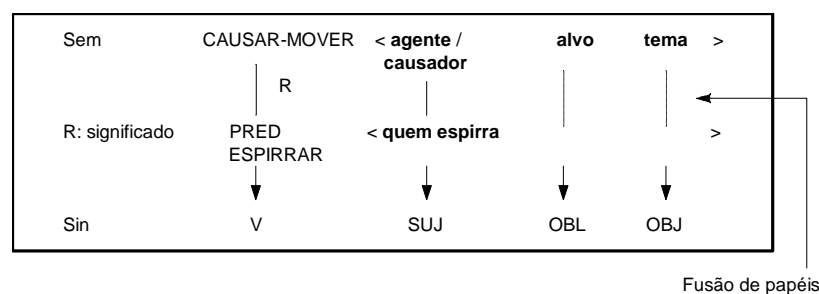 Sem CAUSAR-MOVER < agente / alvo tema >
causador
R
R: significado PRED < quem espirra >
ESPIRRAR
Sin V SUJ OBL OBJ
Fusão de papéis